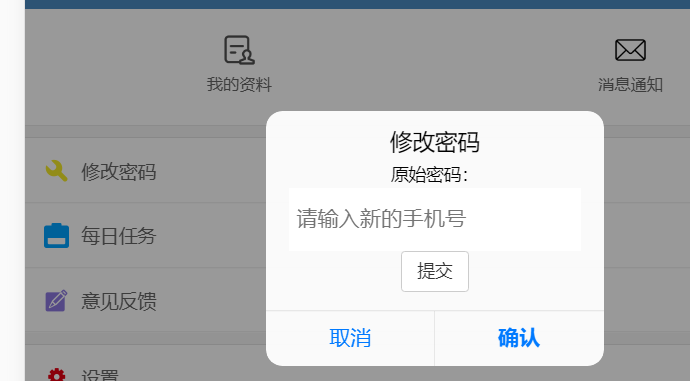 我的资料
消息通知
修改密码
原始密码：
请输入新的手机号
提交
取消
确认
修改密码
每日任务
意见反馈
设置